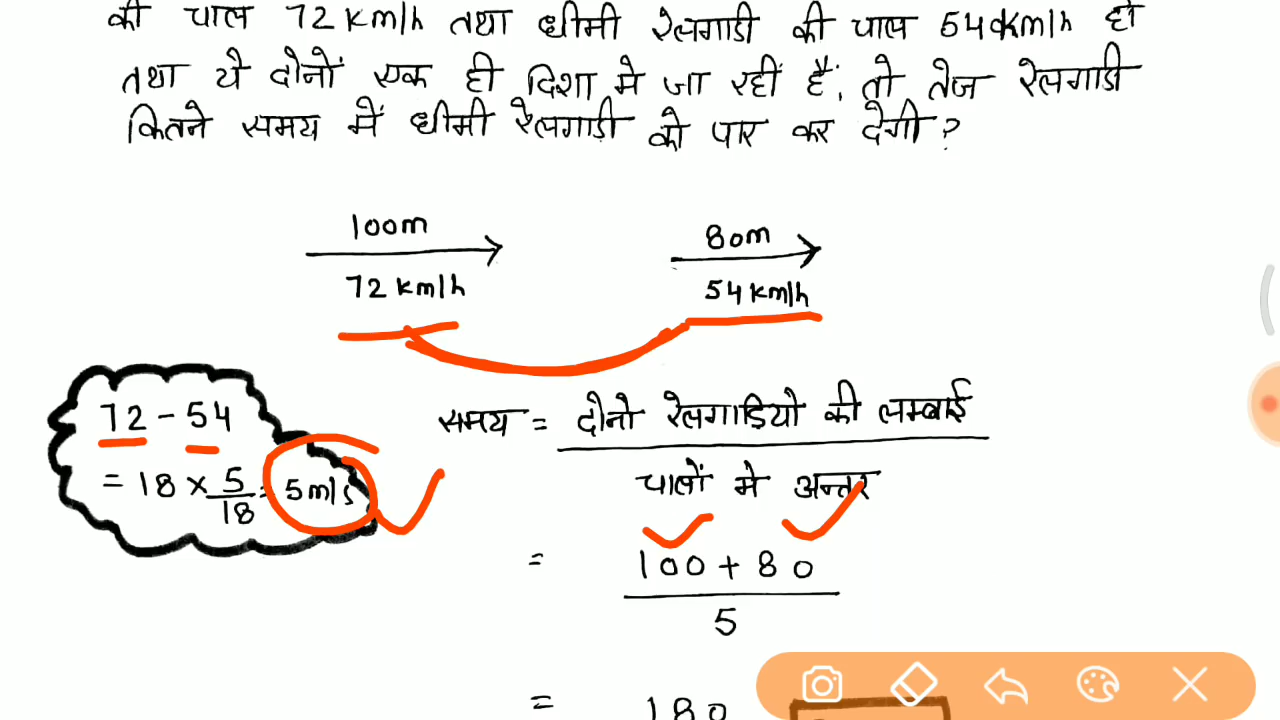 की चाल 72 km/h तथा धीमी रेलगाडी की चाल 54 km/h हो
तथा ये दोनों एक ही दिशा मे जा रहीं हैं, तो तेज रेलगाडी
कितने समय में धीमी रेलगाडी को पार कर देगी?
100m
80m
72 km/h
54 km/h
72 - 54
= 18 × 5/18 = 5 m/s
समय = दोनो रेलगाडियो की लम्बाई
चालों मे अन्तर
= 100 + 80
5
= 180